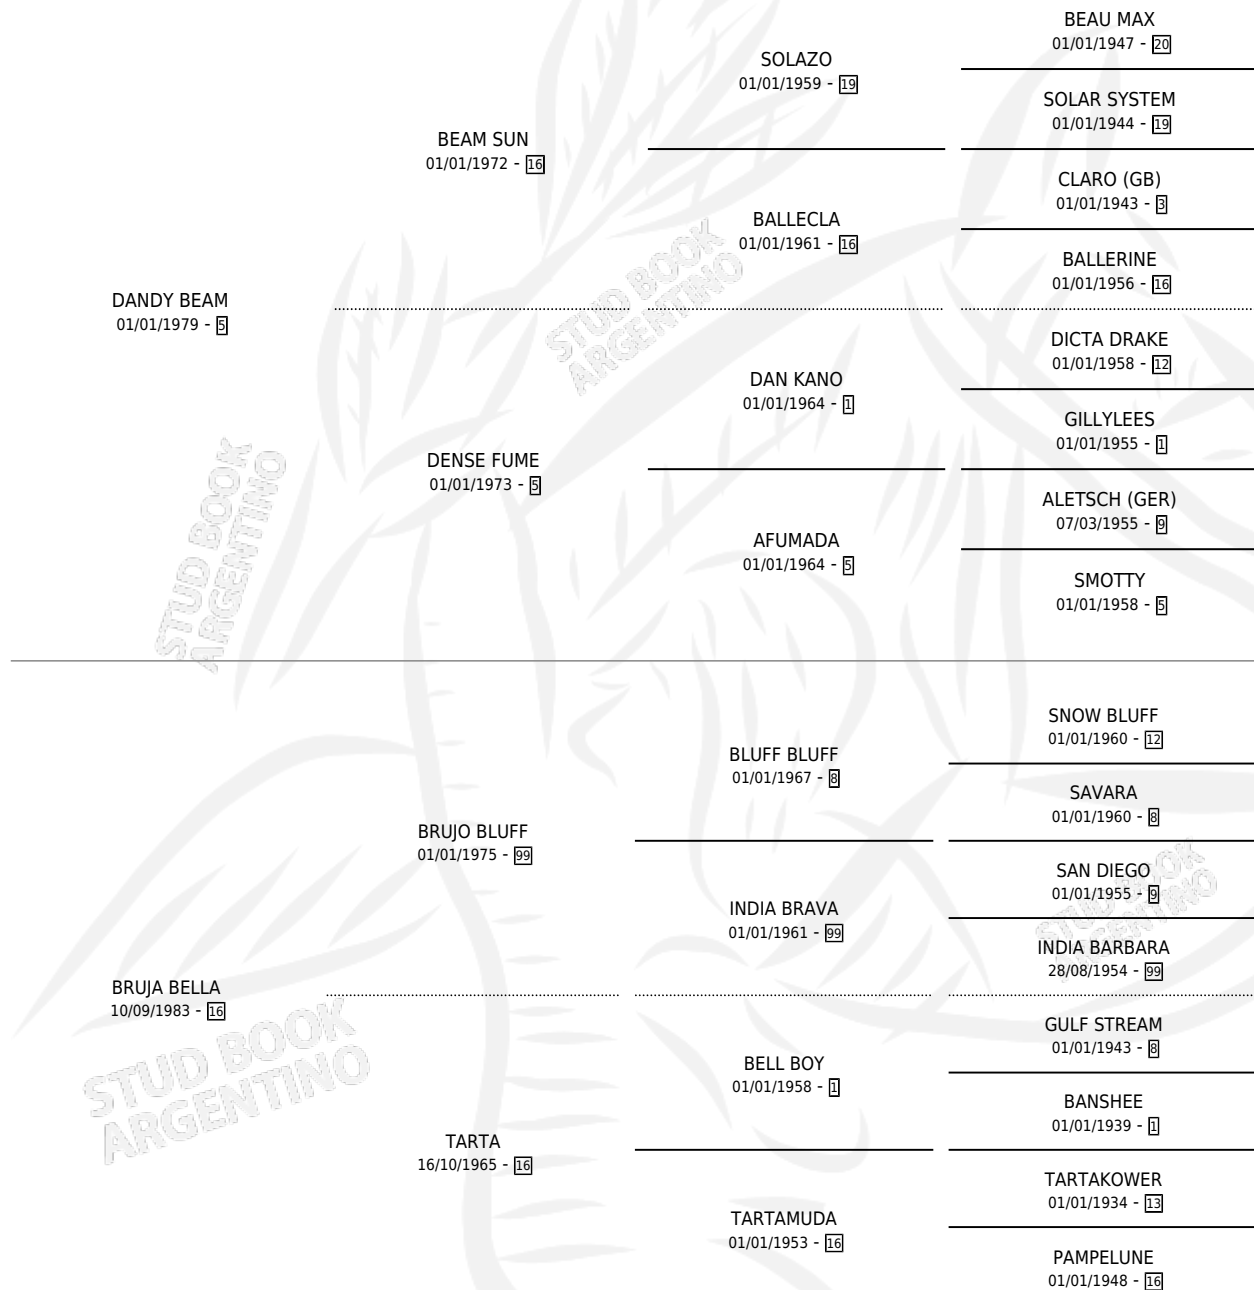 BEAU MAX
01/01/1947 - 20
SOLAZO
01/01/1959 - 19
SOLAR SYSTEM
01/01/1944 - 19
BEAM SUN
01/01/1972 - 16
CLARO (GB)
01/01/1943 - 3
BALLECLA
01/01/1961 - 16
BALLERINE
01/01/1956 - 16
DANDY BEAM
01/01/1979 - 5
STUD BOOK
ARGENTINO
DICTA DRAKE
01/01/1958 - 12
DAN KANO
01/01/1964 - 1
GILLYLEES
01/01/1955 - 1
DENSE FUME
01/01/1973 - 5
ALETSCH (GER)
07/03/1955 - 9
AFUMADA
01/01/1964 - 5
SMOTTY
01/01/1958 - 5
STUD BOOK
ARGENTINO
SNOW BLUFF
01/01/1960 - 12
BLUFF BLUFF
01/01/1967 - 8
SAVARA
01/01/1960 - 8
BRUJO BLUFF
01/01/1975 - 99
SAN DIEGO
01/01/1955 - 9
INDIA BRAVA
01/01/1961 - 99
STUD BOOK
ARGENTINO
INDIA BARBARA
28/08/1954 - 99
BRUJA BELLA
10/09/1983 - 16
STUD BOOK
ARGENTINO
GULF STREAM
01/01/1943 - 8
BELL BOY
01/01/1958 - 1
BANSHEE
01/01/1939 - 1
TARTA
16/10/1965 - 16
TARTAKOWER
01/01/1934 - 13
TARTAMUDA
01/01/1953 - 16
PAMPELUNE
01/01/1948 - 16